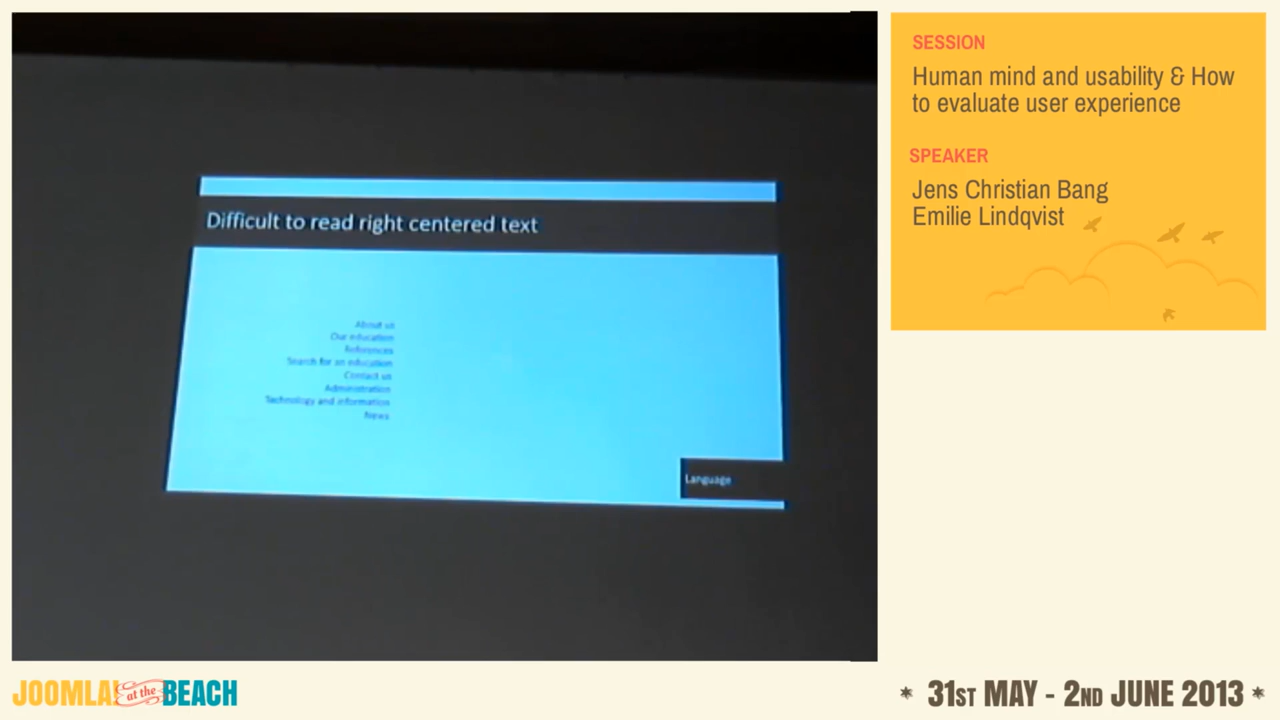 Difficult to read right centered text
About us
Our education
References
Search for an education
Contact us
Administration
Technology and information
News
Language
SESSION
Human mind and usability & How
to evaluate user experience
SPEAKER
Jens Christian Bang
Emilie Lindqvist
JOOMLA! at the BEACH
* 31ST MAY - 2ND JUNE 2013 *